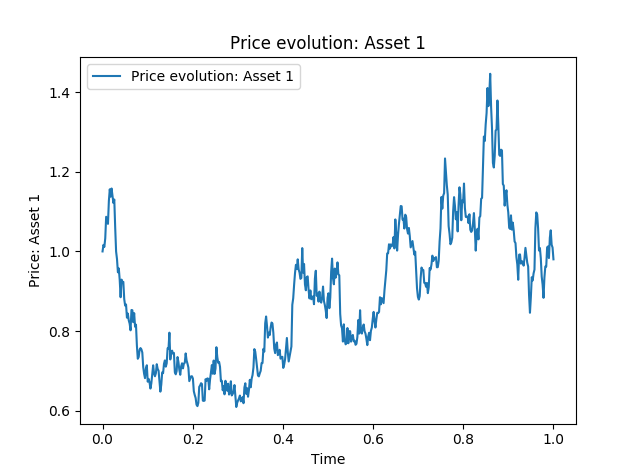 Price evolution: Asset 1
Price evolution: Asset 1
Price: Asset 1
1.4
1.2
1.0
0.8
0.6
0.0 0.2 0.4 0.6 0.8 1.0
Time